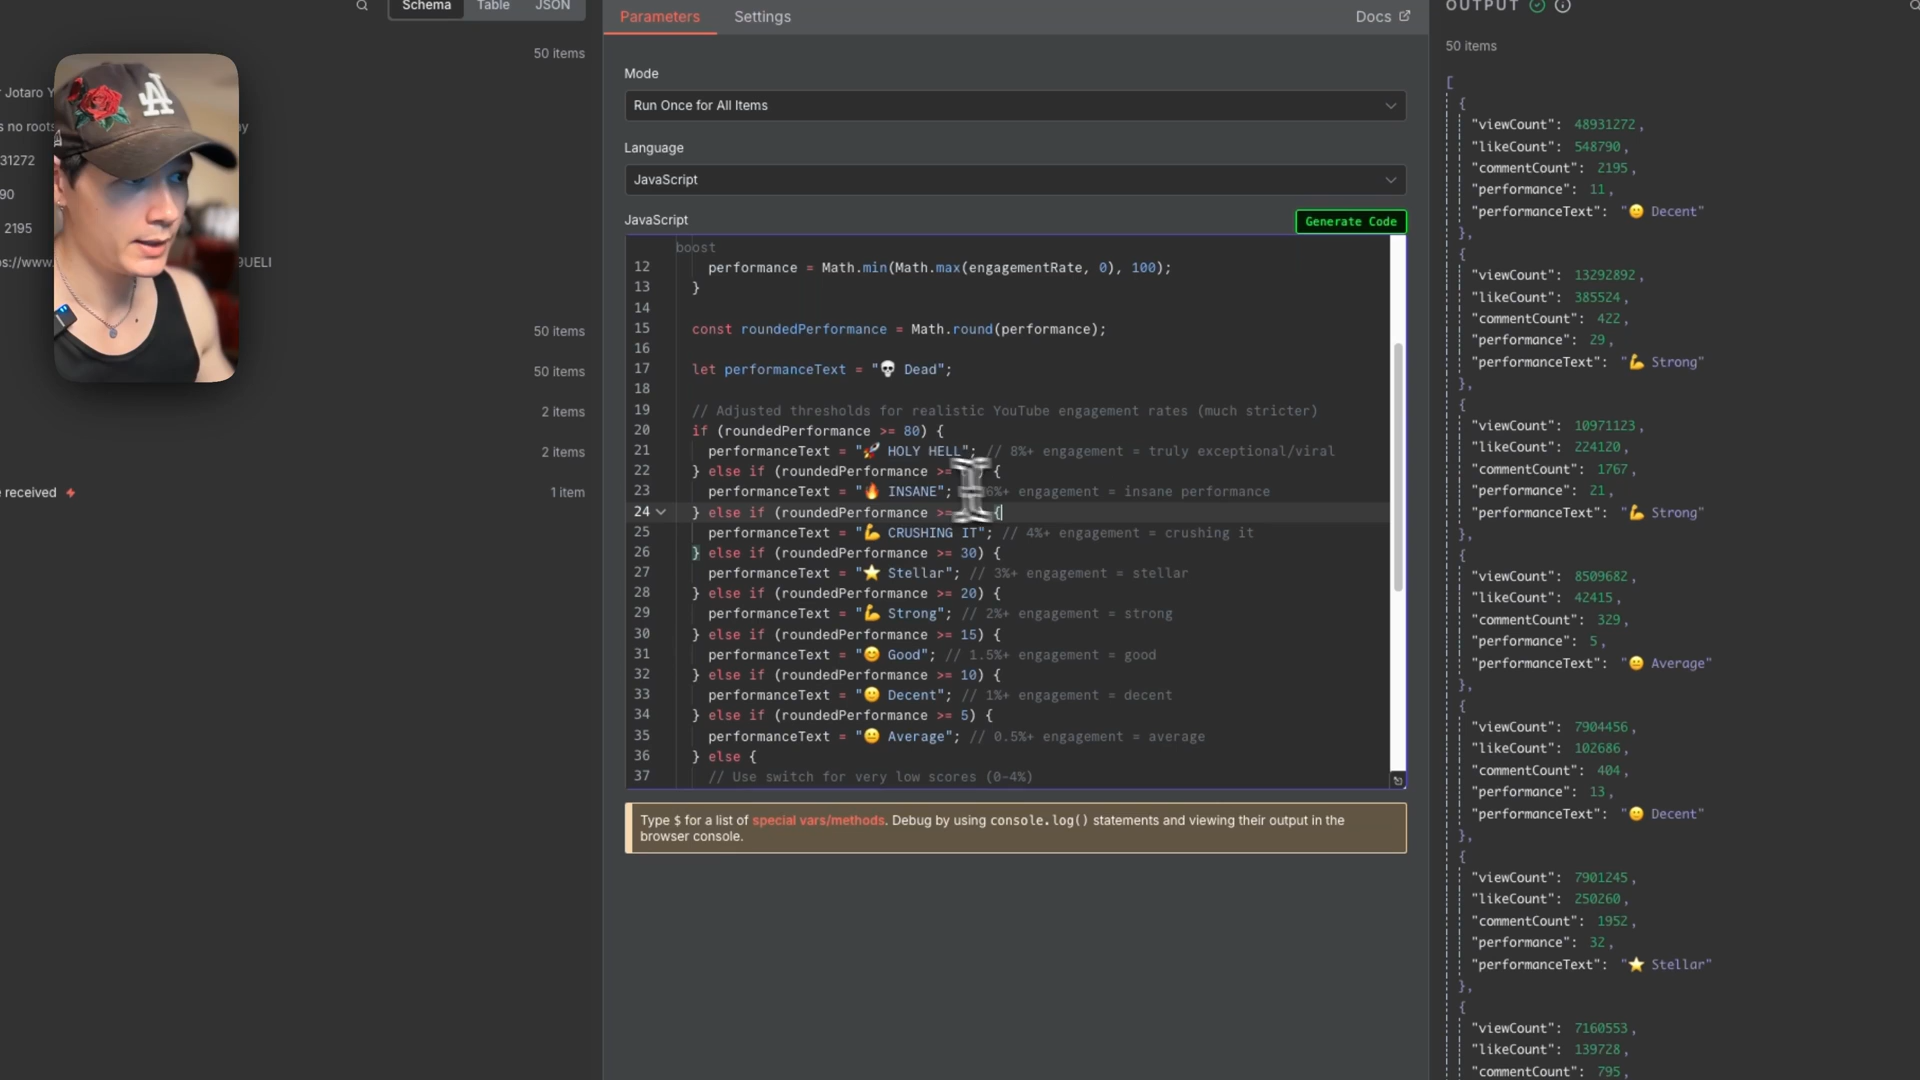 Schema Table JSON
50 items
r Jotaro Y
s no roots ay
31272
90
2195
ps://www. 9UELI
50 items
50 items
2 items
2 items
e received
1 item
LA
Parameters Settings Docs
Mode
Run Once for All Items
Language
JavaScript
JavaScript
Generate Code
boost
12 performance = Math.min(Math.max(engagementRate, 0), 100);
13 }
14
15 const roundedPerformance = Math.round(performance);
16
17 let performanceText = "💀 Dead";
18
19 // Adjusted thresholds for realistic YouTube engagement rates (much stricter)
20 if (roundedPerformance >= 80) {
21 performanceText = "🚀 HOLY HELL"; // 8%+ engagement = truly exceptional/viral
22 } else if (roundedPerformance >= {
23 performanceText = "🔥 INSANE"; 6%+ engagement = insane performance
24 } else if (roundedPerformance >= {
25 performanceText = "💪 CRUSHING IT"; // 4%+ engagement = crushing it
26 } else if (roundedPerformance >= 30) {
27 performanceText = "⭐ Stellar"; // 3%+ engagement = stellar
28 } else if (roundedPerformance >= 20) {
29 performanceText = "💪 Strong"; // 2%+ engagement = strong
30 } else if (roundedPerformance >= 15) {
31 performanceText = "😊 Good"; // 1.5%+ engagement = good
32 } else if (roundedPerformance >= 10) {
33 performanceText = "🙂 Decent"; // 1%+ engagement = decent
34 } else if (roundedPerformance >= 5) {
35 performanceText = "😐 Average"; // 0.5%+ engagement = average
36 } else {
37 // Use switch for very low scores (0-4%)
Type $ for a list of special vars/methods. Debug by using console.log() statements and viewing their output in the
browser console.
OUTPUT
50 items
[
{
"viewCount": 48931272,
"likeCount": 548790,
"commentCount": 2195,
"performance": 11,
"performanceText": "🙂 Decent"
},
{
"viewCount": 13292892,
"likeCount": 385524,
"commentCount": 422,
"performance": 29,
"performanceText": "💪 Strong"
},
{
"viewCount": 10971123,
"likeCount": 224120,
"commentCount": 1767,
"performance": 21,
"performanceText": "💪 Strong"
},
{
"viewCount": 8509682,
"likeCount": 42415,
"commentCount": 329,
"performance": 5,
"performanceText": "😐 Average"
},
{
"viewCount": 7904456,
"likeCount": 102686,
"commentCount": 404,
"performance": 13,
"performanceText": "🙂 Decent"
},
{
"viewCount": 7901245,
"likeCount": 250260,
"commentCount": 1952,
"performance": 32,
"performanceText": "⭐ Stellar"
},
{
"viewCount": 7160553,
"likeCount": 139728,
"commentCount": 795,